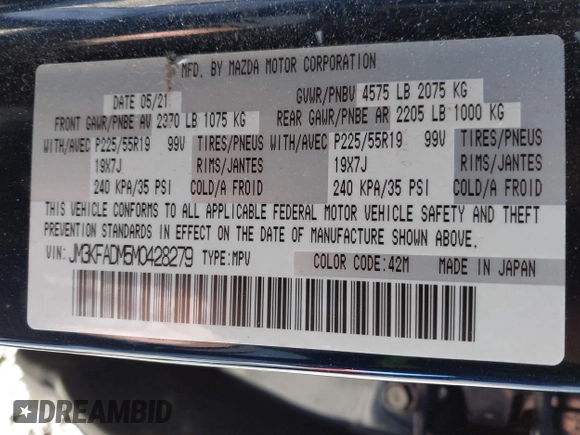 MFD. BY MAZDA MOTOR CORPORATION
DATE 05/21 GVWR/PNBV 4575 LB 2075 KG
FRONT GAWR/PNBE AV 2370 LB 1075 KG REAR GAWR/PNBE AR 2205 LB 1000 KG
WITH/AVEC P225/55R19 99V TIRES/PNEUS WITH/AVEC P225/55R19 99V TIRES/PNEUS
19X7J RIMS/JANTES 19X7J RIMS/JANTES
240 KPA/35 PSI COLD/A FROID 240 KPA/35 PSI COLD/A FROID
THIS VEHICLE CONFORMS TO ALL APPLICABLE FEDERAL MOTOR VEHICLE SAFETY AND THEFT
PREVENTION STANDARDS IN EFFECT ON THE DATE OF MANUFACTURE SHOWN ABOVE.
VIN: JM3KFADM5M0428279 TYPE:MPV COLOR CODE:42M MADE IN JAPAN
DREAMBID